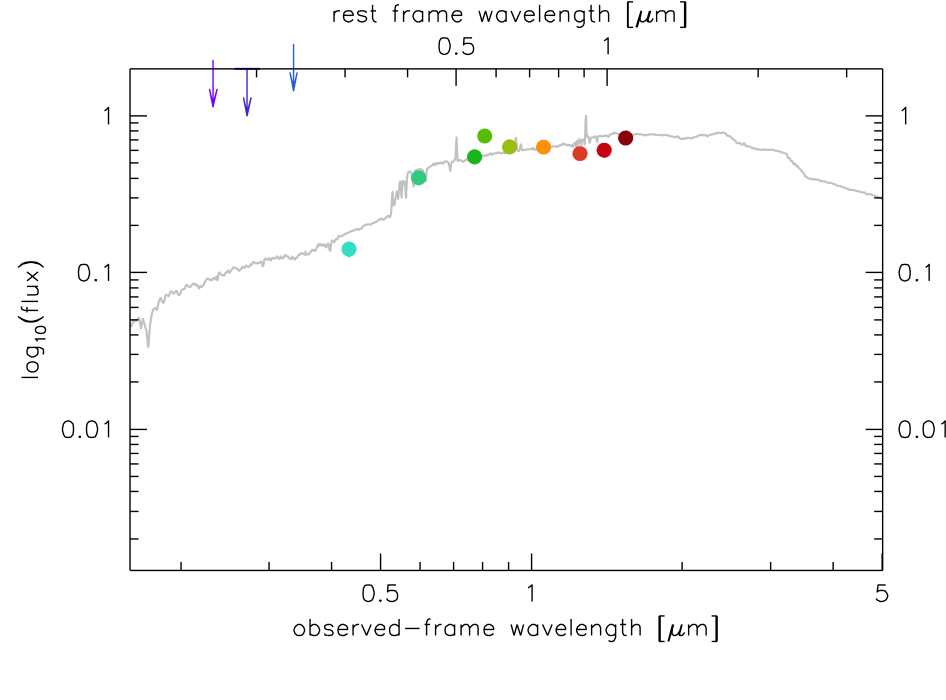 rest frame wavelength [μm]
0.5 1
1 1
0.1 0.1
log10(flux)
0.01 0.01
0.5 1 5
observed-frame wavelength [μm]